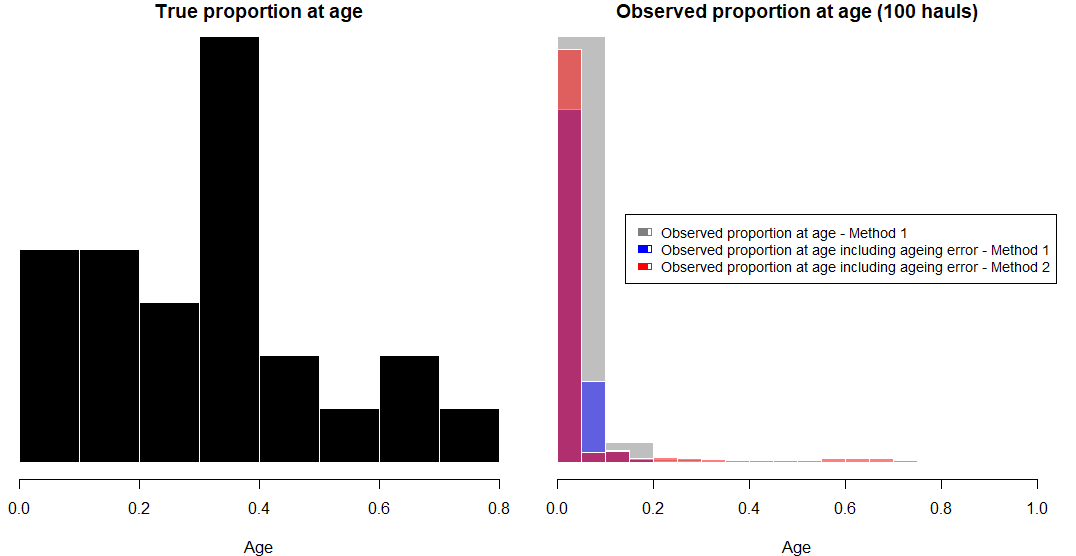 True proportion at age
0.0 0.2 0.4 0.6 0.8
Age
Observed proportion at age (100 hauls)
Observed proportion at age - Method 1
Observed proportion at age including ageing error - Method 1
Observed proportion at age including ageing error - Method 2
0.0 0.2 0.4 0.6 0.8 1.0
Age